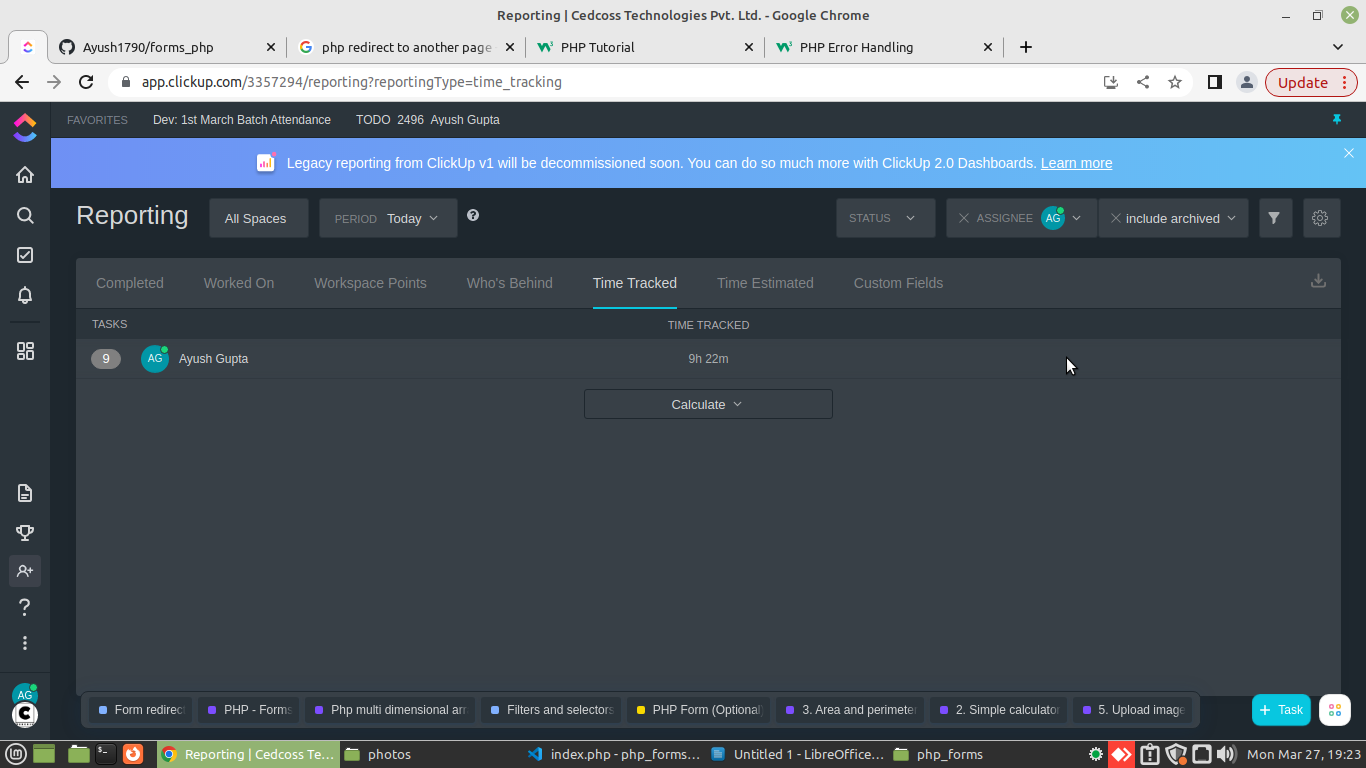 Reporting | Cedcoss Technologies Pvt. Ltd. - Google Chrome
Ayush1790/forms_php
php redirect to another page
PHP Tutorial
PHP Error Handling
app.clickup.com/3357294/reporting?reportingType=time_tracking
Update
FAVORITES Dev: 1st March Batch Attendance TODO 2496 Ayush Gupta
Legacy reporting from ClickUp v1 will be decommissioned soon. You can do so much more with ClickUp 2.0 Dashboards. Learn more
Reporting All Spaces PERIOD Today STATUS ASSIGNEE AG include archived
Completed Worked On Workspace Points Who's Behind Time Tracked Time Estimated Custom Fields
TASKS TIME TRACKED
9 AG Ayush Gupta 9h 22m
Calculate
AG
C
Form redirec PHP - Forms Php multi dimensional arr Filters and selectors PHP Form (Optional 3. Area and perimeter 2. Simple calculator 5. Upload image + Task
Reporting | Cedcoss Te... photos index.php - php_forms... Untitled 1 - LibreOffice... php_forms Mon Mar 27, 19:23